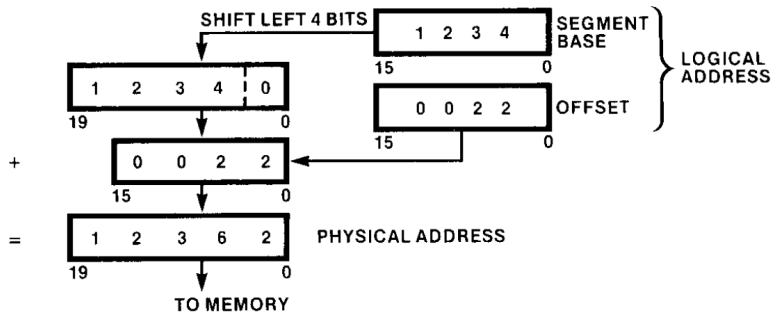 SHIFT LEFT 4 BITS
1 2 3 4
SEGMENT
BASE
15 0
LOGICAL
ADDRESS
1 2 3 4 0
19 0
0 0 2 2
OFFSET
15 0
+
0 0 2 2
15 0
=
1 2 3 6 2
PHYSICAL ADDRESS
19 0
TO MEMORY